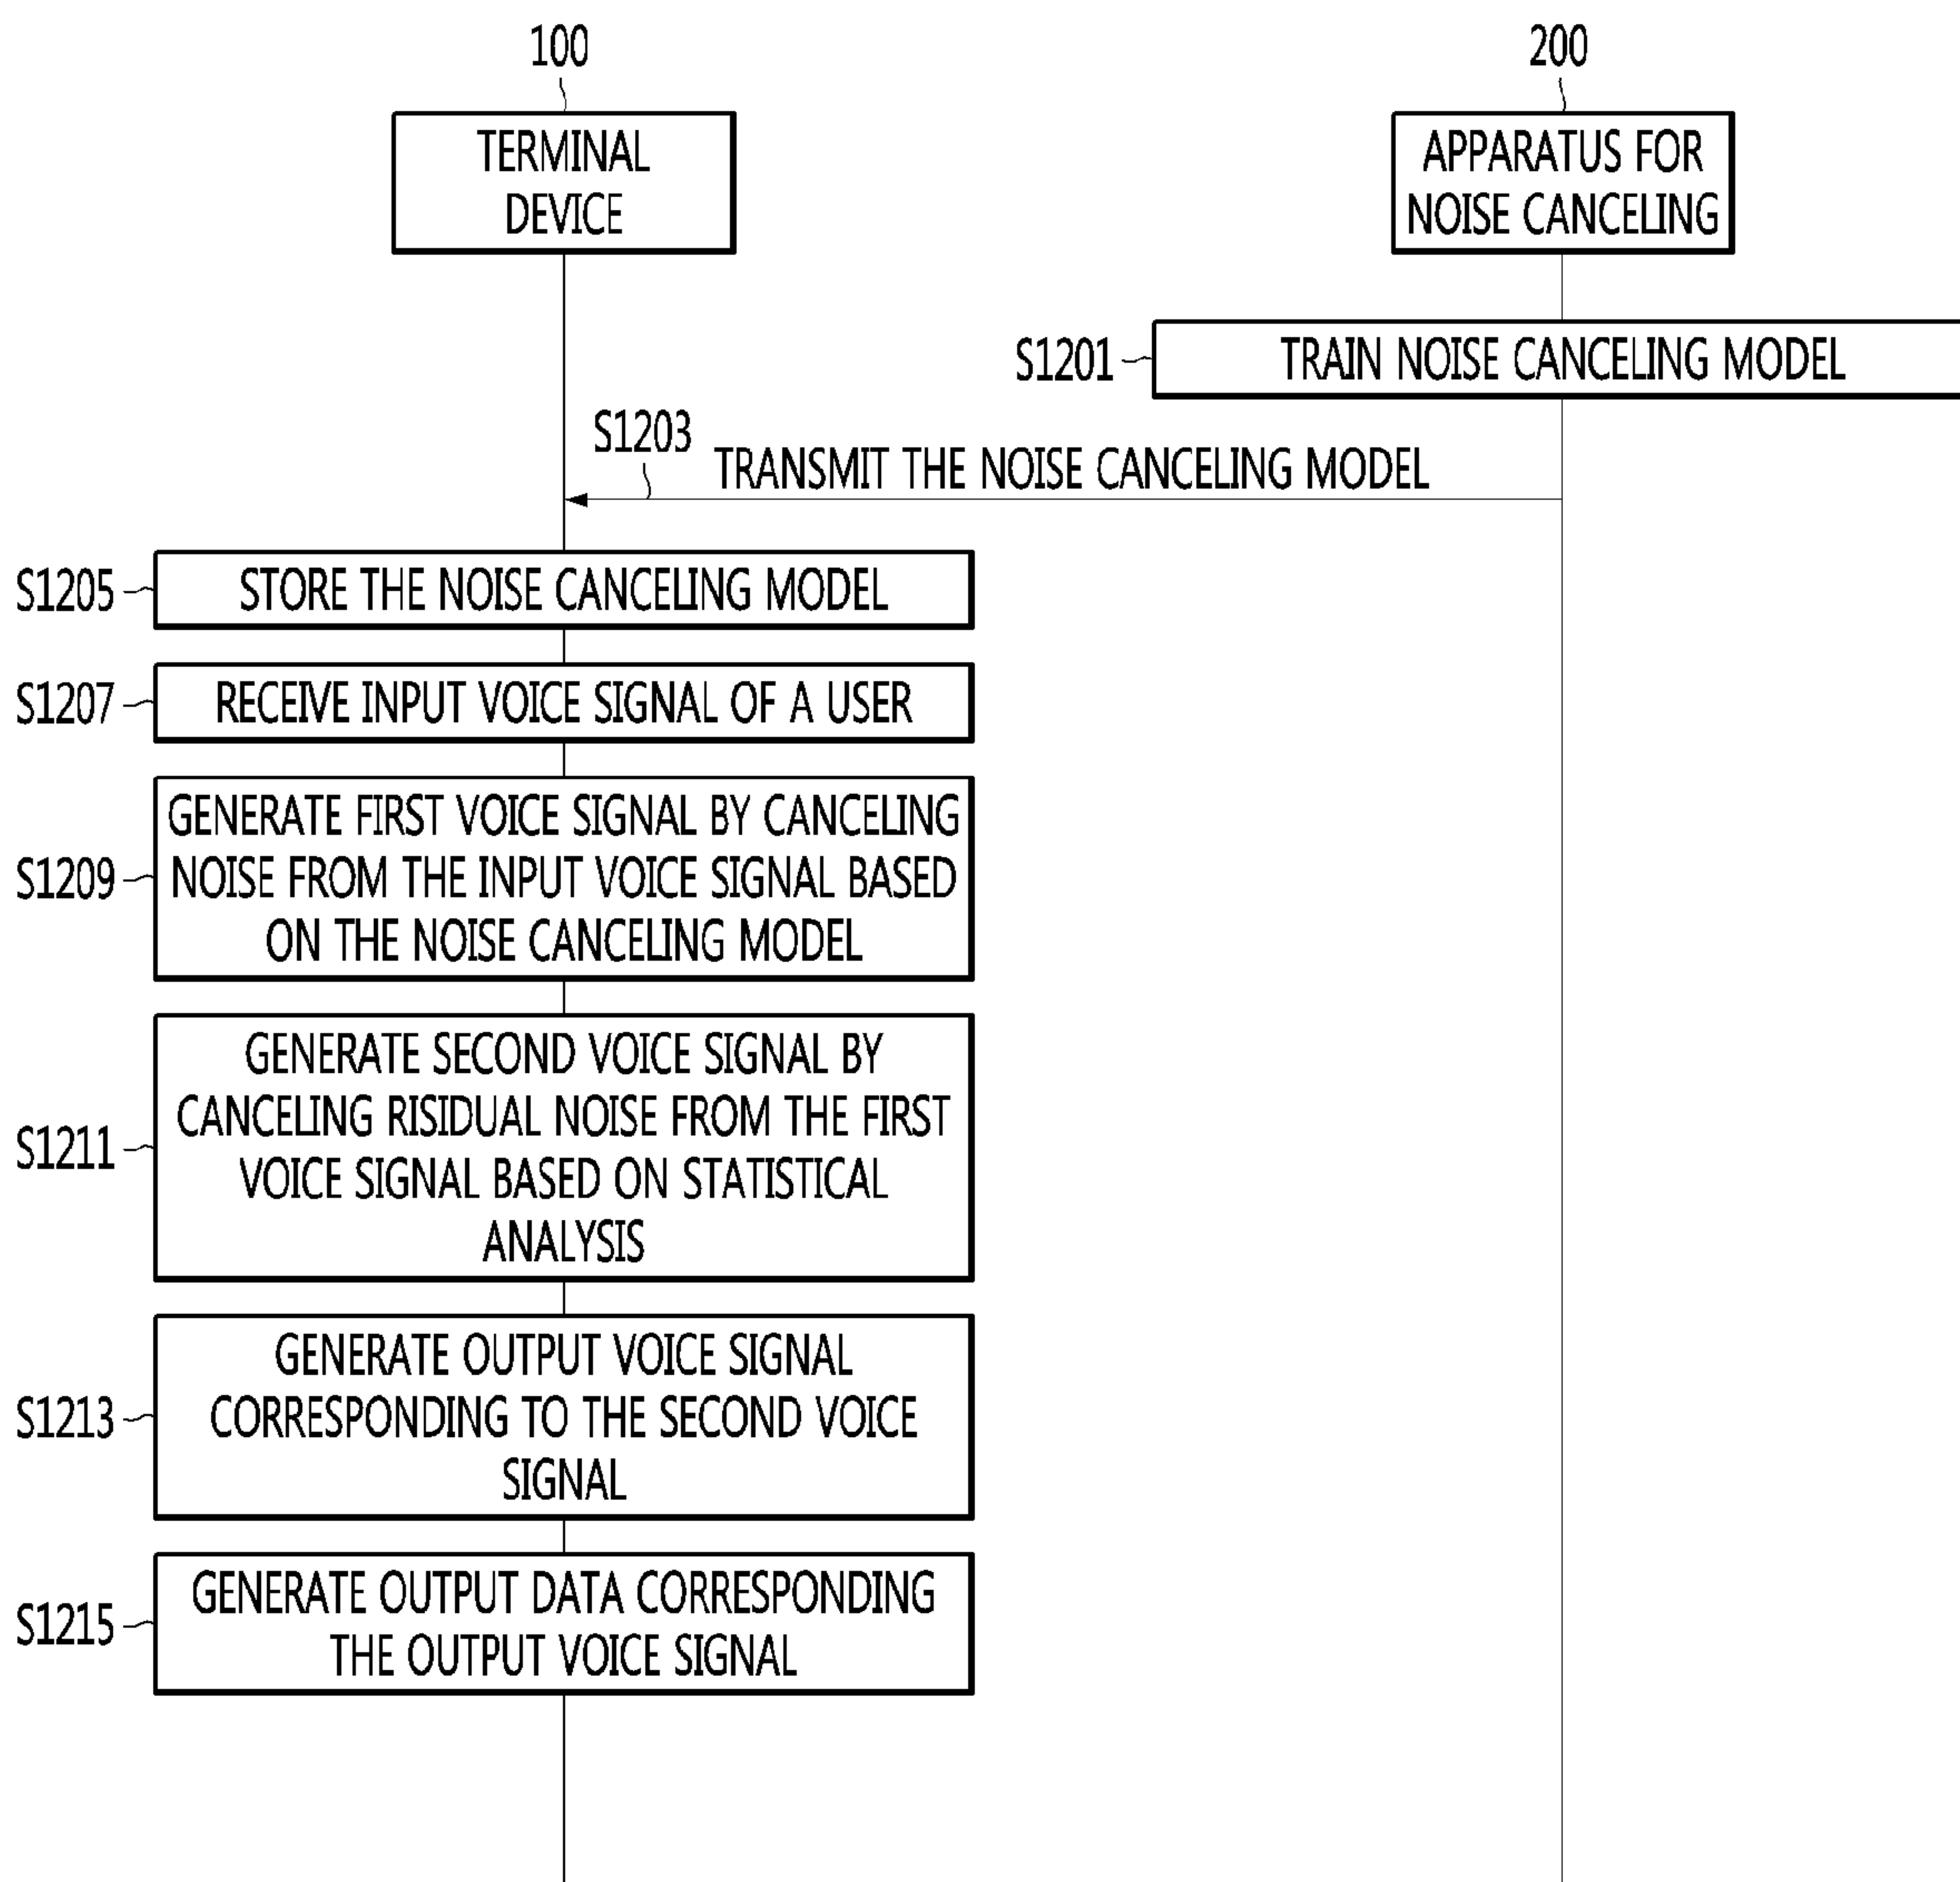 100
200
TERMINAL
DEVICE
APPARATUS FOR
NOISE CANCELING
S1201
TRAIN NOISE CANCELING MODEL
S1203
TRANSMIT THE NOISE CANCELING MODEL
S1205
STORE THE NOISE CANCELING MODEL
S1207
RECEIVE INPUT VOICE SIGNAL OF A USER
S1209
GENERATE FIRST VOICE SIGNAL BY CANCELING
NOISE FROM THE INPUT VOICE SIGNAL BASED
ON THE NOISE CANCELING MODEL
S1211
GENERATE SECOND VOICE SIGNAL BY
CANCELING RISIDUAL NOISE FROM THE FIRST
VOICE SIGNAL BASED ON STATISTICAL
ANALYSIS
S1213
GENERATE OUTPUT VOICE SIGNAL
CORRESPONDING TO THE SECOND VOICE
SIGNAL
S1215
GENERATE OUTPUT DATA CORRESPONDING
THE OUTPUT VOICE SIGNAL